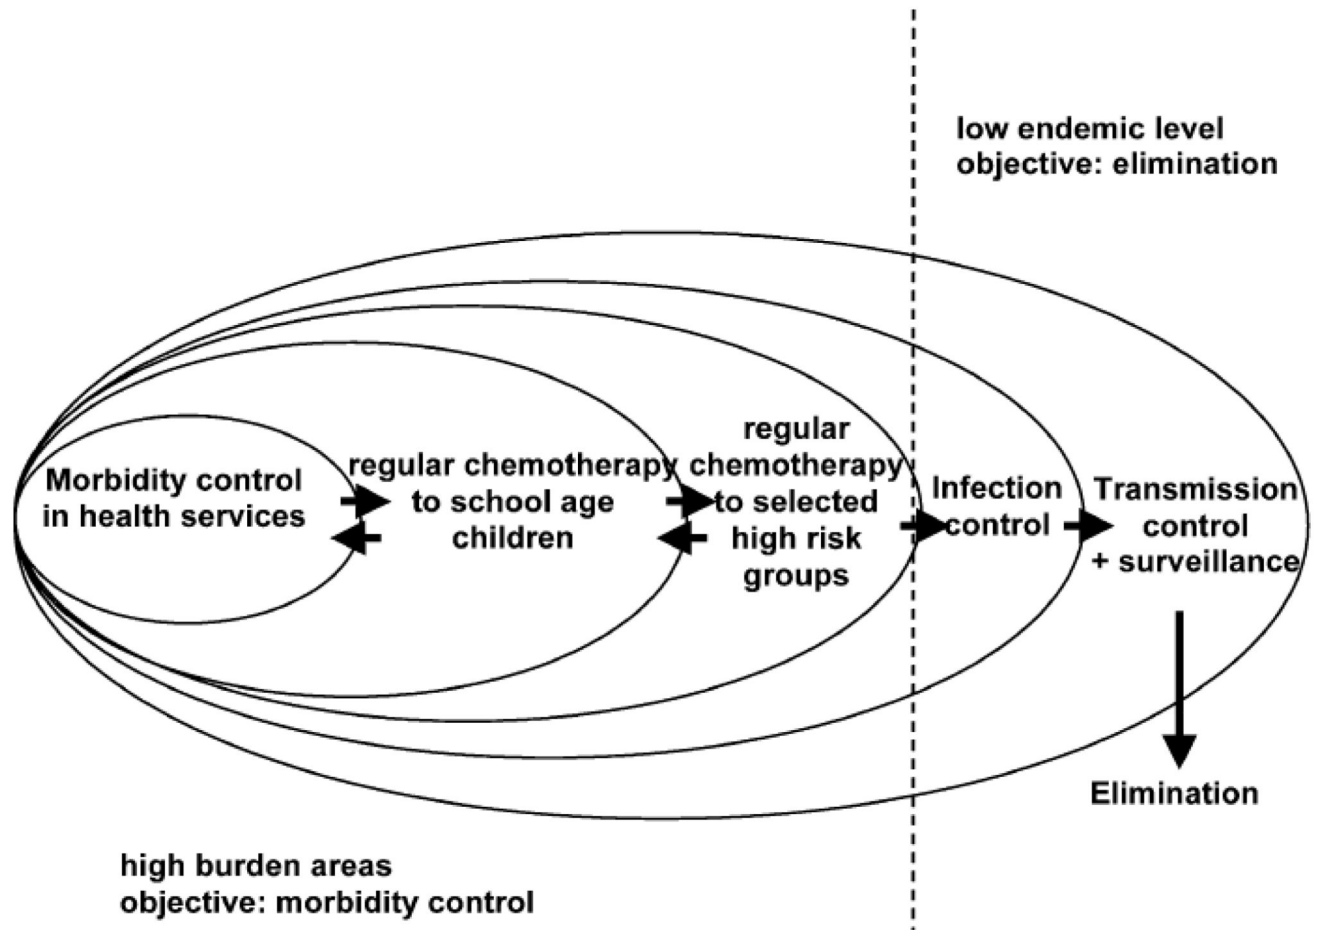 low endemic level
objective: elimination
Morbidity control
in health services
regular chemotherapy
to school age
children
regular
chemotherapy
to selected
high risk
groups
Infection
control
Transmission
control
+ surveillance
Elimination
high burden areas
objective: morbidity control